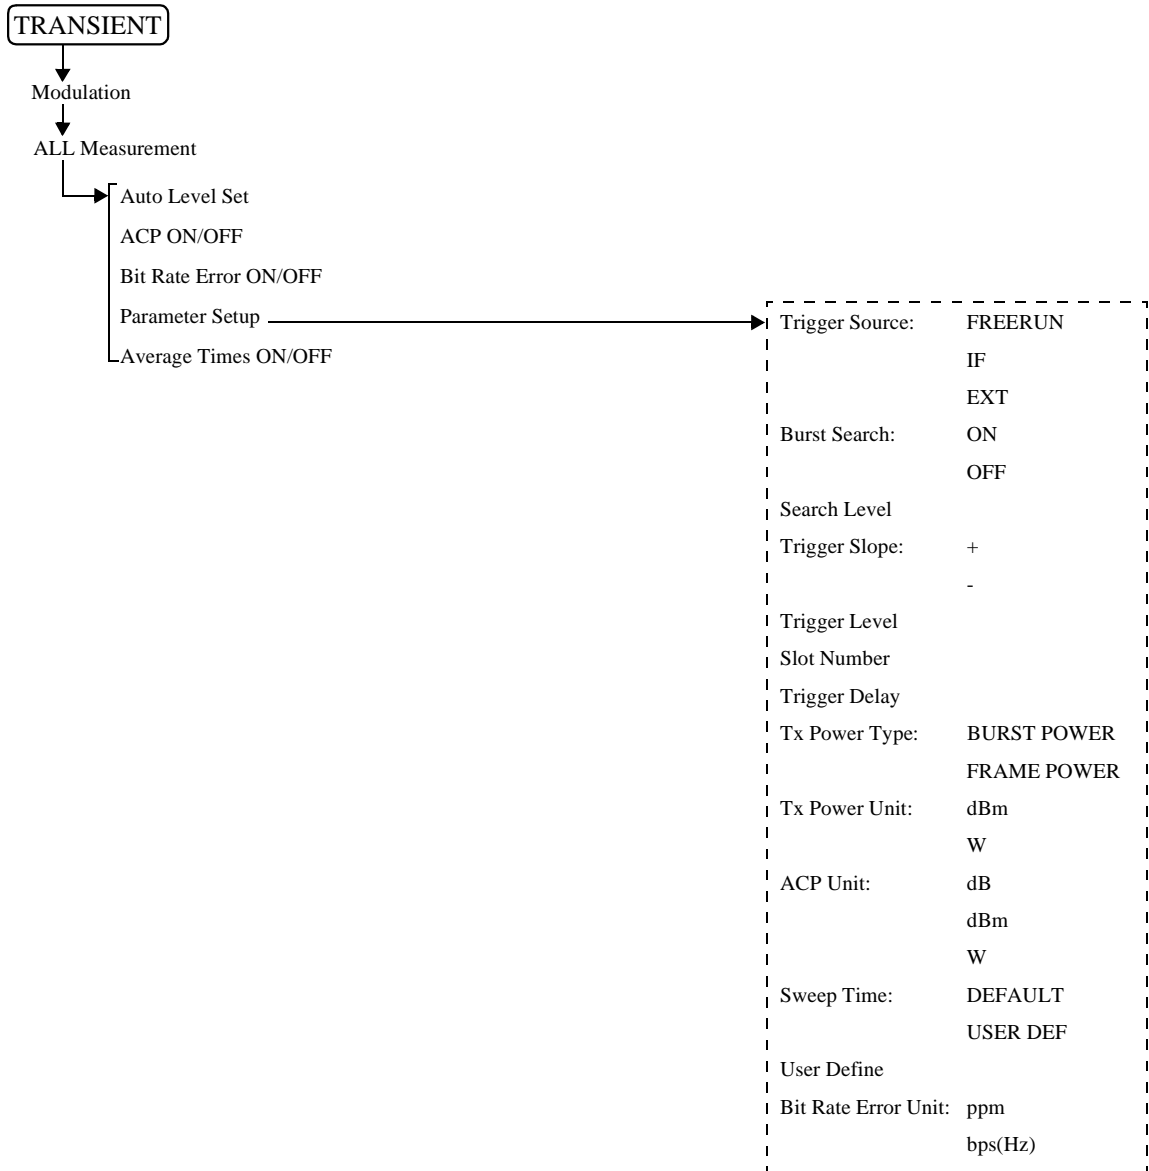 TRANSIENT
Modulation
ALL Measurement
Auto Level Set
ACP ON/OFF
Bit Rate Error ON/OFF
Parameter Setup
Average Times ON/OFF
Trigger Source: FREERUN
IF
EXT
Burst Search: ON
OFF
Search Level
Trigger Slope: +
-
Trigger Level
Slot Number
Trigger Delay
Tx Power Type: BURST POWER
FRAME POWER
Tx Power Unit: dBm
W
ACP Unit: dB
dBm
W
Sweep Time: DEFAULT
USER DEF
User Define
Bit Rate Error Unit: ppm
bps(Hz)